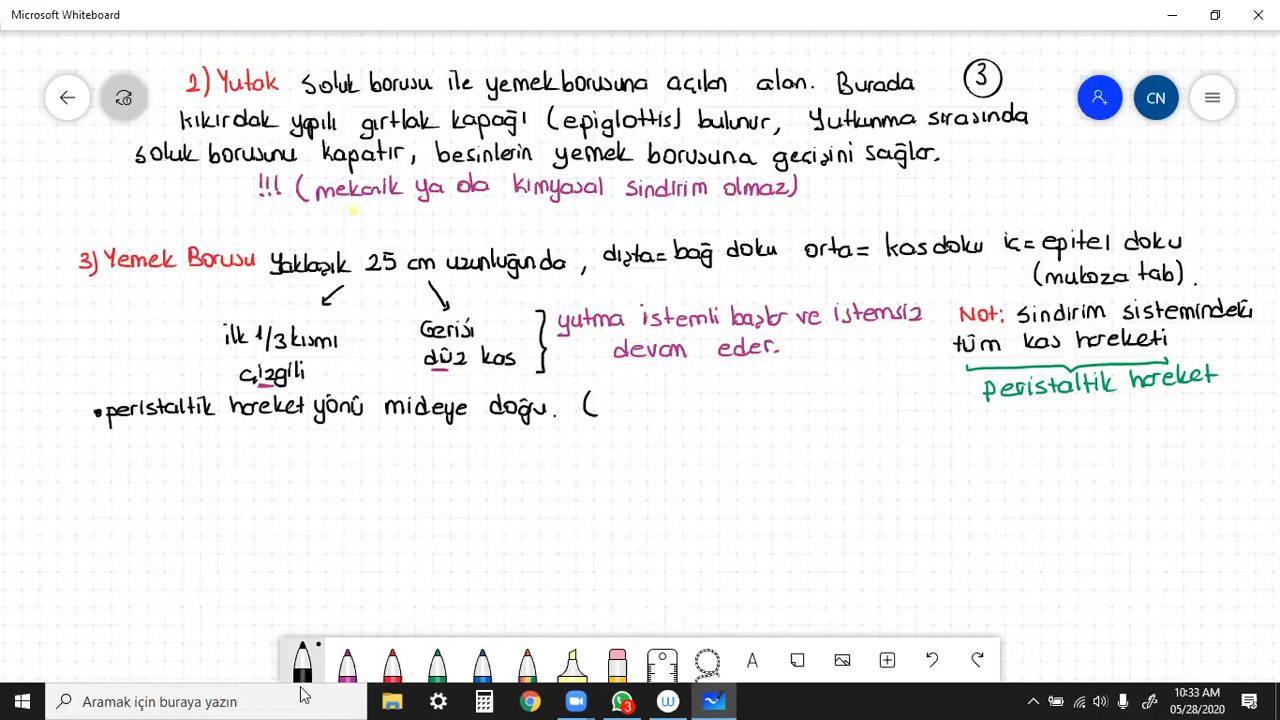 Microsoft Whiteboard
2) Yutak soluk borusu ile yemek borusuna açılan alan. Burada
3
kıkırdak yapılı gırtlak kapağı (epiglottis) bulunur, Yutkunma sırasında
soluk borusunu kapatır, besinlerin yemek borusuna geçişini sağlar.
!!! (mekanik ya da kimyasal sindirim olmaz)
3) Yemek Borusu Yaklaşık 25 cm uzunluğunda, dışta= bağ doku orta= kas doku iç= epitel doku
(mukoza tab).
ilk 1/3 kısmı
çizgili
Gerisi
düz kas
yutma istemli başlar ve istemsiz
devam eder.
Not: sindirim sistemindeki
tüm kas hareketi
peristaltik hareket
•peristaltik hareket yönü mideye doğru. (
CN
Aramak için buraya yazın
3
W
10:33 AM
05/28/2020